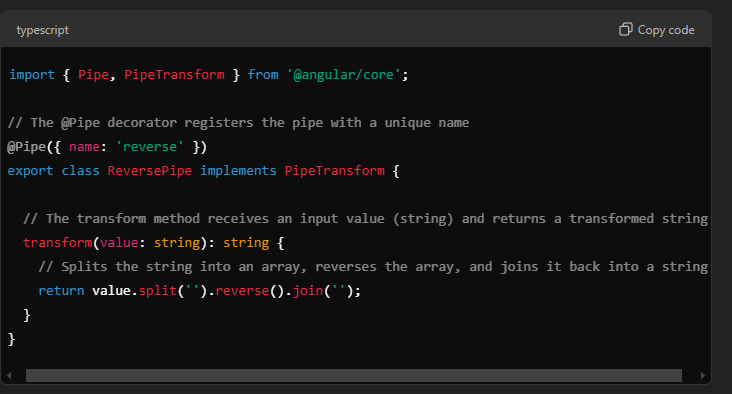 typescript
Copy code
import { Pipe, PipeTransform } from '@angular/core';
// The @Pipe decorator registers the pipe with a unique name
@Pipe({ name: 'reverse' })
export class ReversePipe implements PipeTransform {
// The transform method receives an input value (string) and returns a transformed string
transform(value: string): string {
// Splits the string into an array, reverses the array, and joins it back into a string
return value.split('').reverse().join('');
}
}